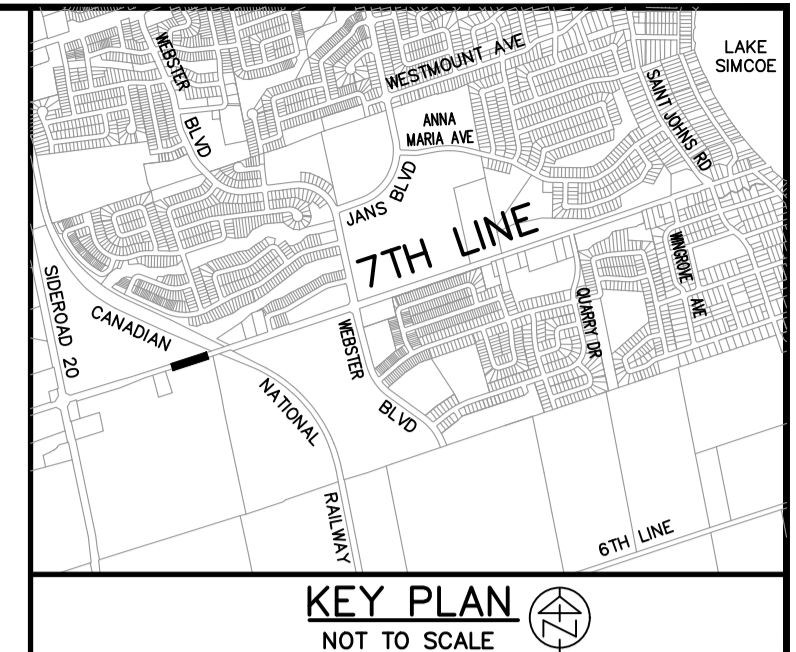 WEBSTER
BLVD
WESTMOUNT AVE
LAKE
SIMCOE
ANNA
MARIA AVE
SAINT JOHNS RD
JANS BLVD
7TH LINE
WINGROVE AVE
SIDEROAD 20
CANADIAN
NATIONAL
RAILWAY
WEBSTER
BLVD
QUARRY DR
6TH LINE
KEY PLAN
N
NOT TO SCALE